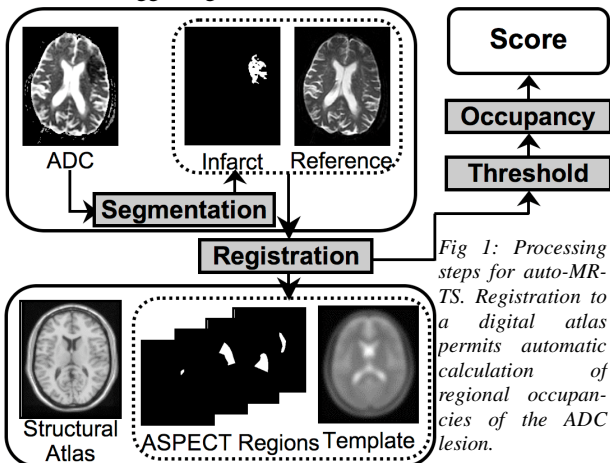 Score
Occupancy
Threshold
ADC
Infarct
Reference
Segmentation
Registration
Structural
Atlas
ASPECT Regions
Template
Fig 1: Processing
steps for auto-MR-
TS. Registration to
a digital atlas
permits automatic
calculation of
regional occupan-
cies of the ADC
lesion.